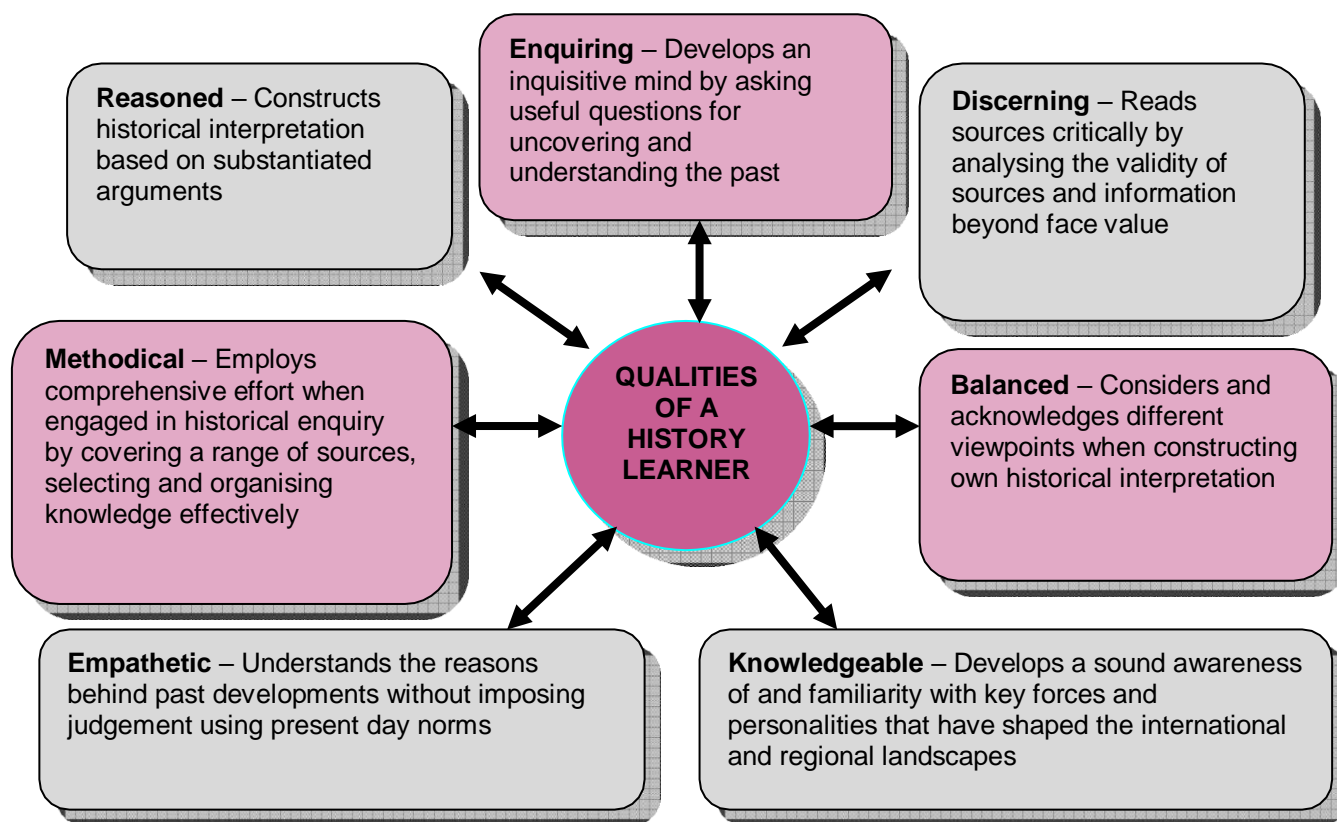 Enquiring – Develops an
inquisitive mind by asking
useful questions for
uncovering and
understanding the past
Reasoned – Constructs
historical interpretation
based on substantiated
arguments
Discerning – Reads
sources critically by
analysing the validity of
sources and information
beyond face value
Methodical – Employs
comprehensive effort when
engaged in historical enquiry
by covering a range of sources,
selecting and organising
knowledge effectively
QUALITIES
OF A
HISTORY
LEARNER
Balanced – Considers and
acknowledges different
viewpoints when constructing
own historical interpretation
Empathetic – Understands the reasons
behind past developments without imposing
judgement using present day norms
Knowledgeable – Develops a sound awareness
of and familiarity with key forces and
personalities that have shaped the international
and regional landscapes